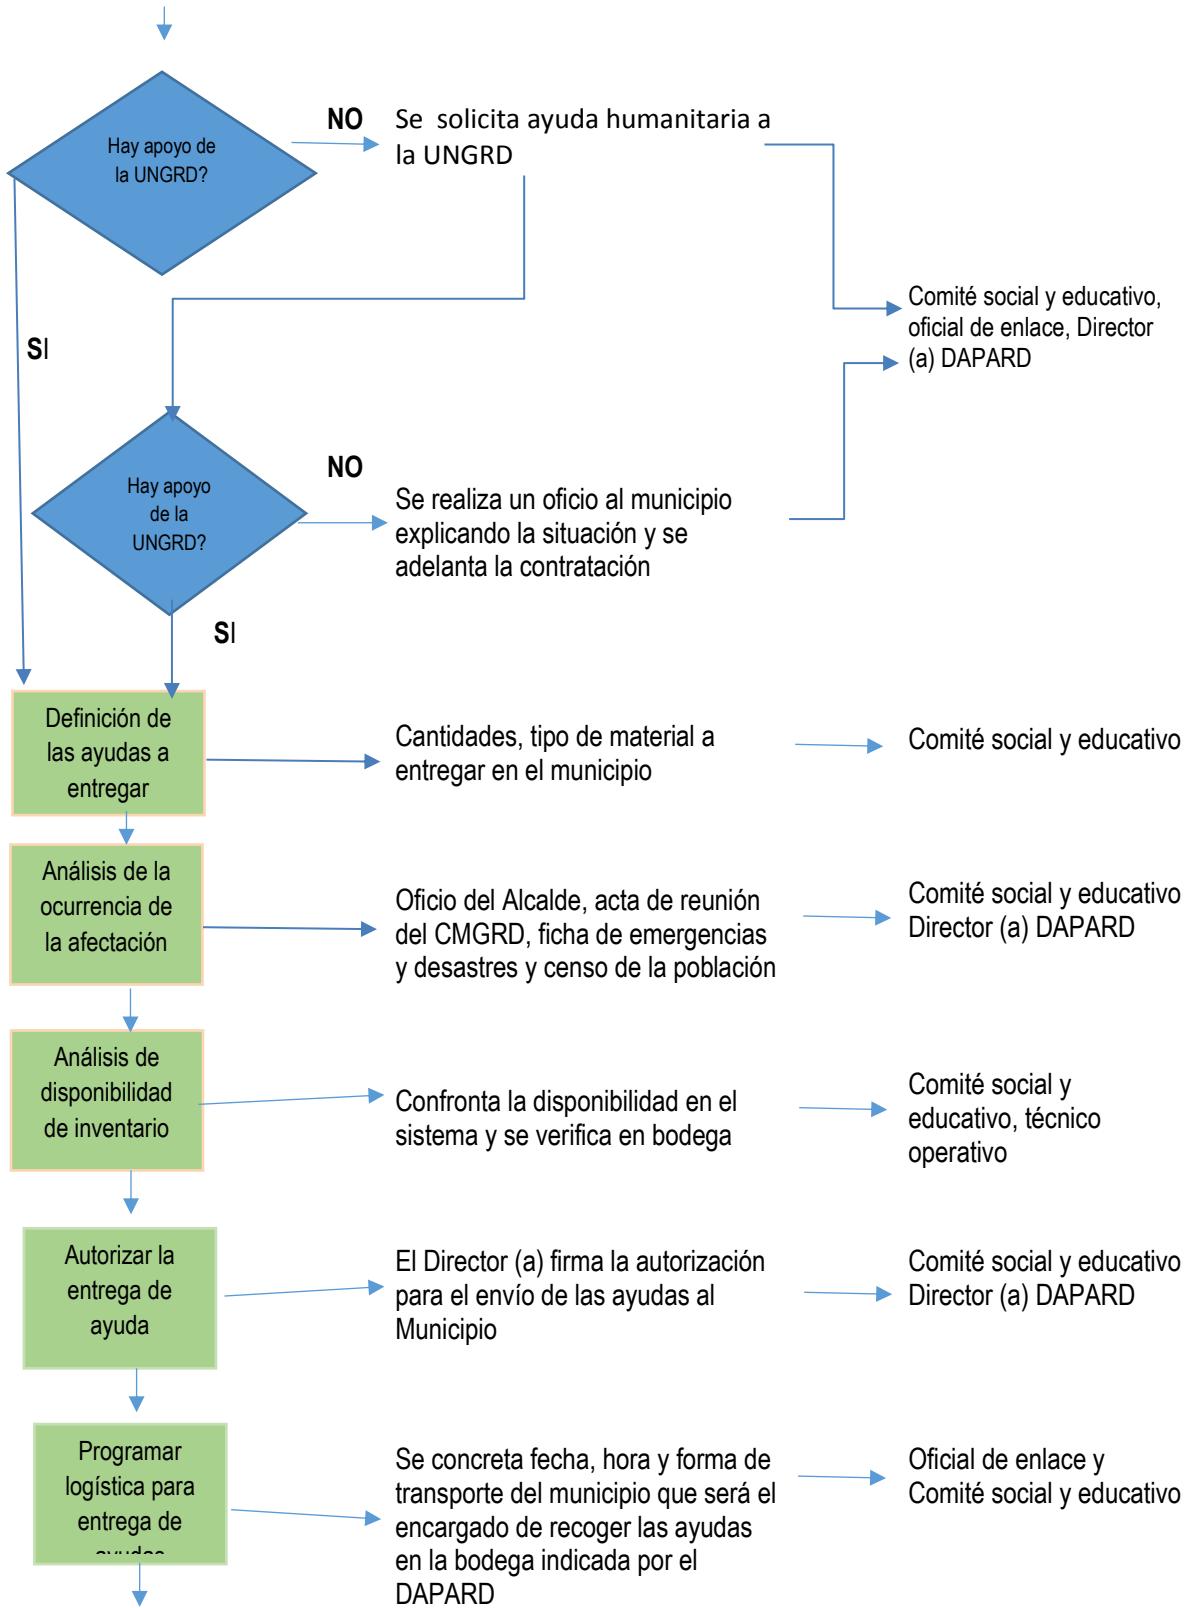 Hay apoyo de
la UNGRD?
NO
Se solicita ayuda humanitaria a
la UNGRD
Comité social y educativo,
oficial de enlace, Director
(a) DAPARD
SI
Hay apoyo
de la
UNGRD?
NO
Se realiza un oficio al municipio
explicando la situación y se
adelanta la contratación
SI
Definición de
las ayudas a
entregar
Cantidades, tipo de material a
entregar en el municipio
Comité social y educativo
Análisis de la
ocurrencia de
la afectación
Oficio del Alcalde, acta de reunión
del CMGRD, ficha de emergencias
y desastres y censo de la población
Comité social y educativo
Director (a) DAPARD
Análisis de
disponibilidad
de inventario
Confronta la disponibilidad en el
sistema y se verifica en bodega
Comité social y
educativo, técnico
operativo
Autorizar la
entrega de
ayuda
El Director (a) firma la autorización
para el envío de las ayudas al
Municipio
Comité social y educativo
Director (a) DAPARD
Programar
logística para
entrega de
ayudas
Se concreta fecha, hora y forma de
transporte del municipio que será el
encargado de recoger las ayudas
en la bodega indicada por el
DAPARD
Oficial de enlace y
Comité social y educativo